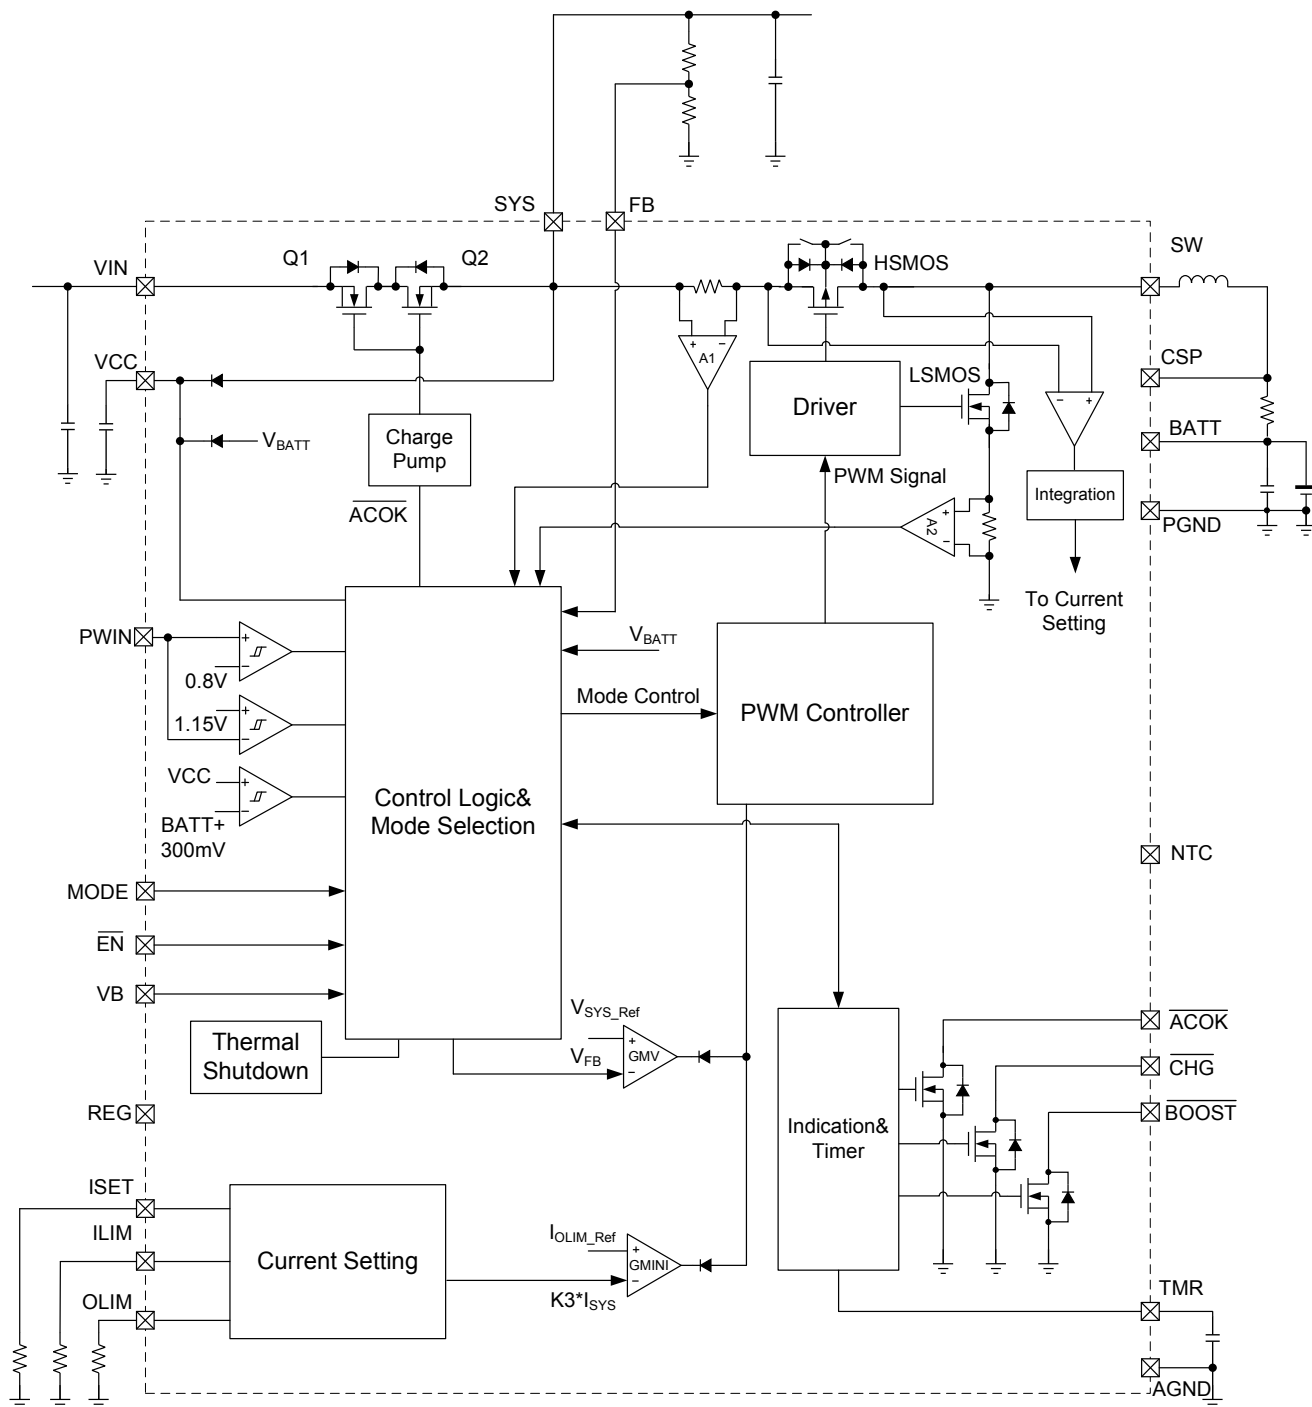 SYS
FB
Q1
Q2
HSMOS
SW
VIN
VCC
A1
LSMOS
CSP
Driver
V_BATT
Charge
Pump
BATT
PWM Signal
Integration
ACOK
A2
PGND
To Current
Setting
PWIN
+
−
0.8V
V_BATT
Mode Control
PWM Controller
+
−
1.15V
VCC
+
−
BATT+
300mV
Control Logic&
Mode Selection
NTC
MODE
EN
VB
V_SYS_Ref
V_FB
+
−
GMV
Thermal
Shutdown
ACOK
CHG
BOOST
REG
Indication&
Timer
ISET
ILIM
OLIM
Current Setting
I_OLIM_Ref
+
−
GMINI
K3*I_SYS
TMR
AGND